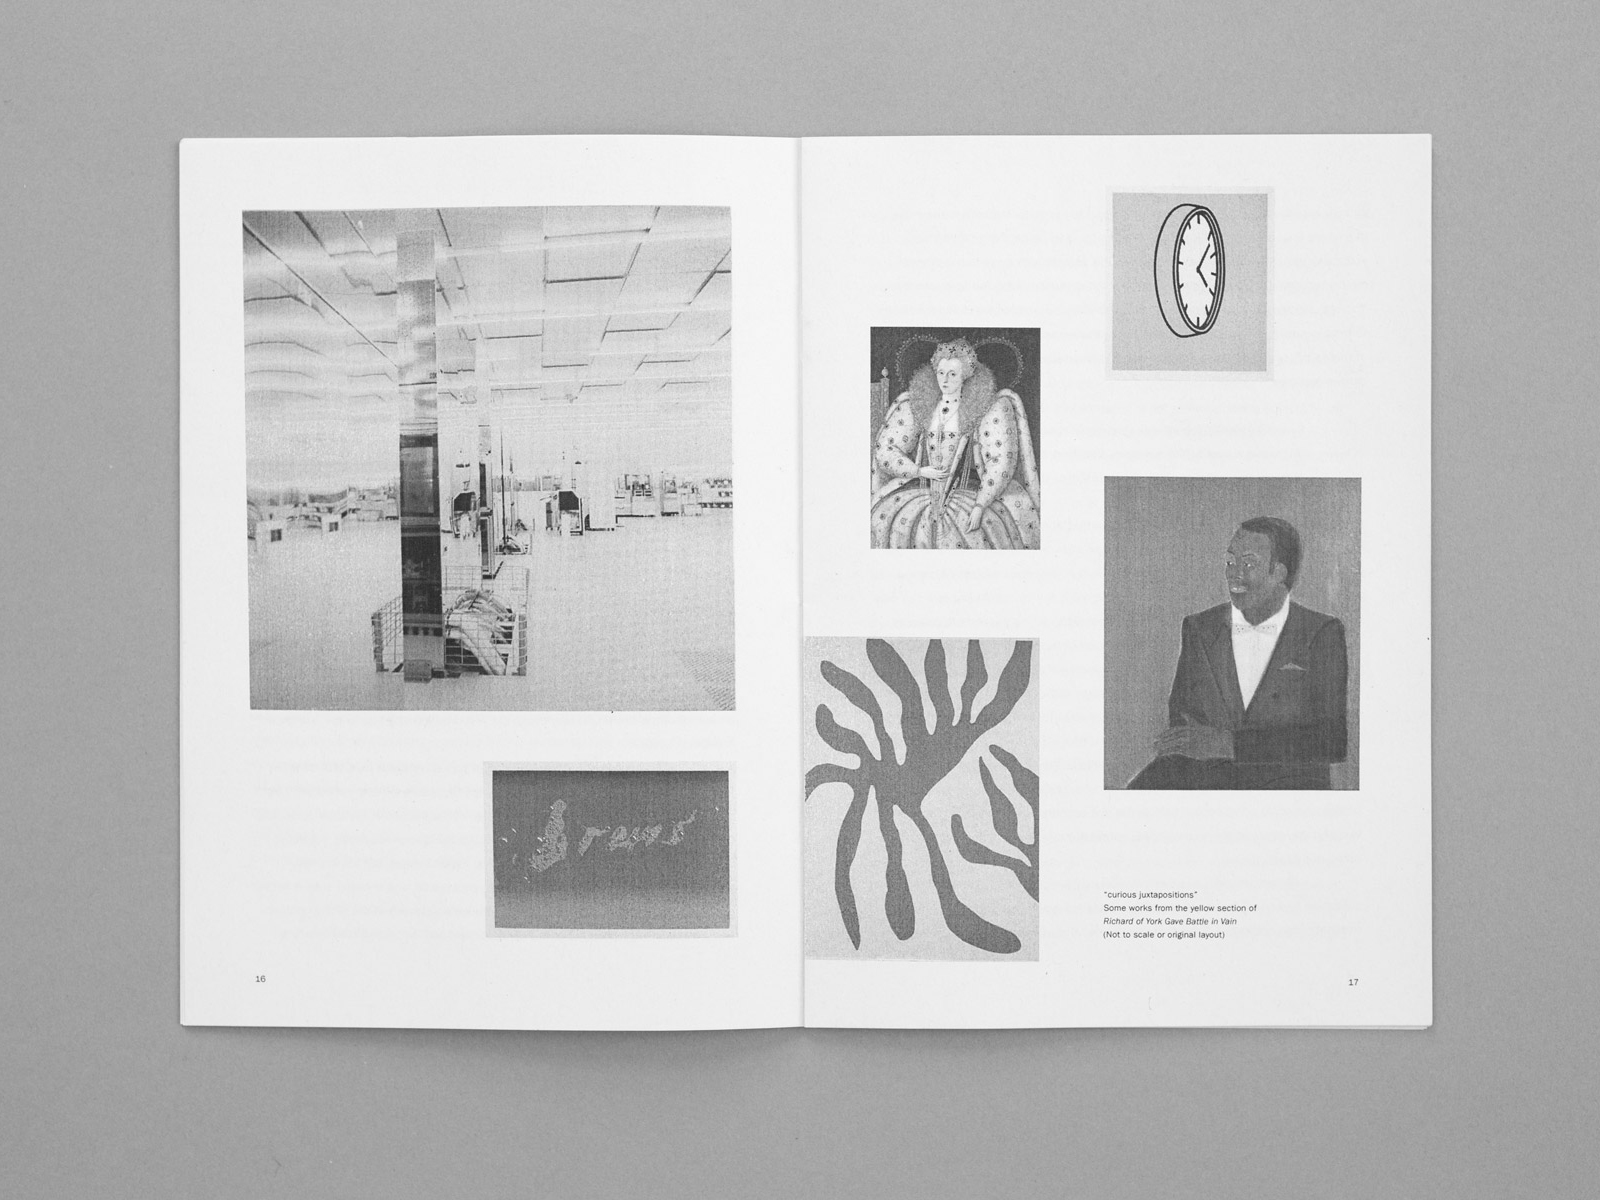 16
"curious juxtapositions"
Some works from the yellow section of
Richard of York Gave Battle in Vain
(Not to scale or original layout)
17